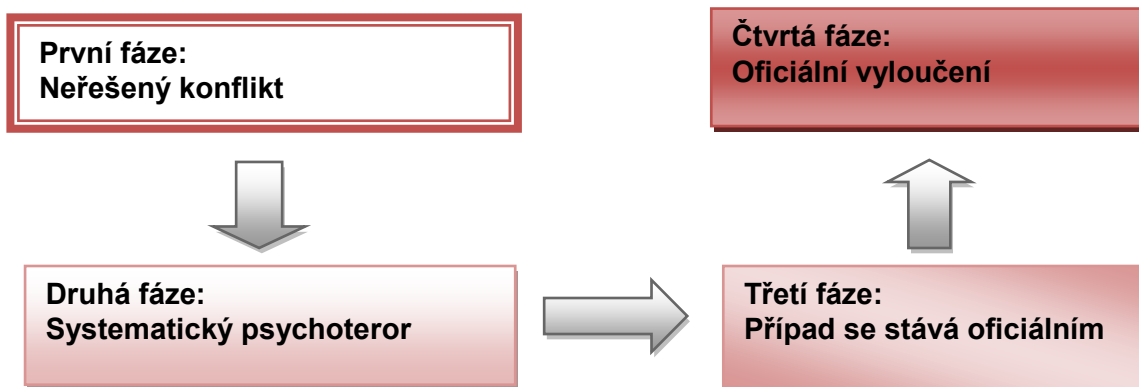 První fáze:
Neřešený konflikt
Druhá fáze:
Systematický psychoteror
Třetí fáze:
Případ se stává oficiálním
Čtvrtá fáze:
Oficiální vyloučení